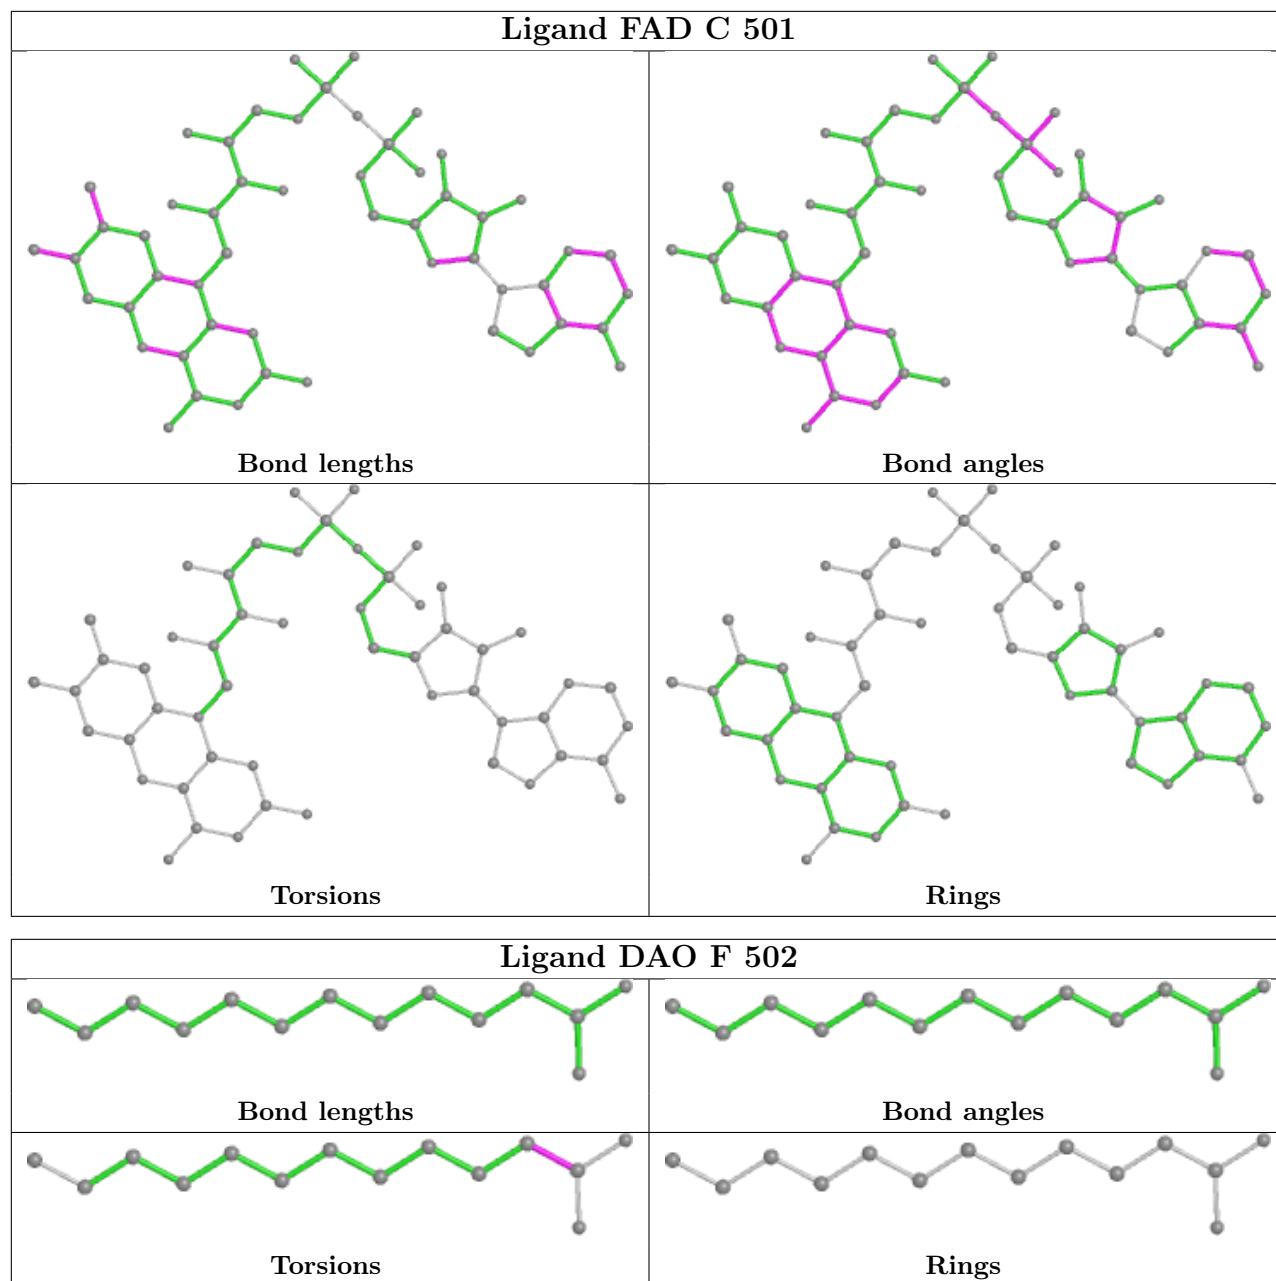 Ligand FAD C 501
Bond lengths
Bond angles
Torsions
Rings
Ligand DAO F 502
Bond lengths
Bond angles
Torsions
Rings